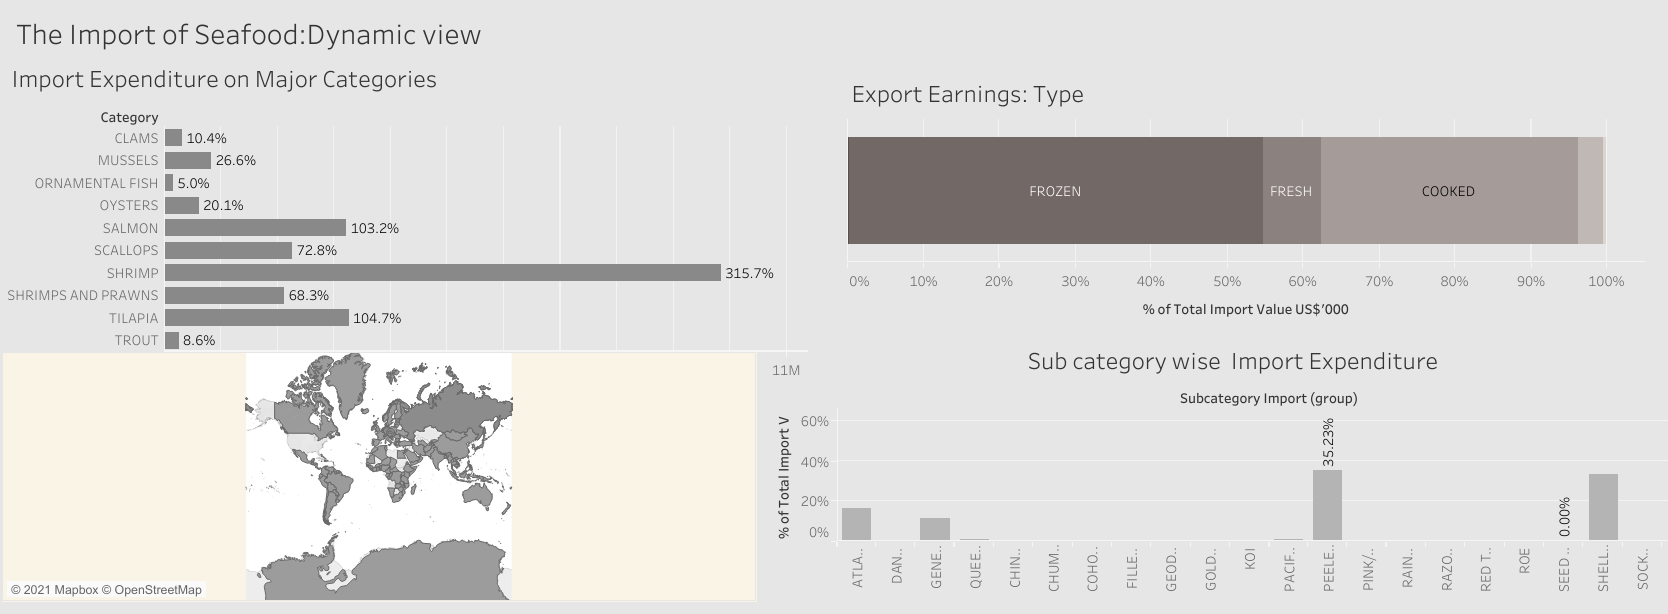 The Import of Seafood:Dynamic view
Import Expenditure on Major Categories
Category
CLAMS 10.4%
MUSSELS 26.6%
ORNAMENTAL FISH 5.0%
OYSTERS 20.1%
SALMON 103.2%
SCALLOPS 72.8%
SHRIMP 315.7%
SHRIMPS AND PRAWNS 68.3%
TILAPIA 104.7%
TROUT 8.6%
11M
© 2021 Mapbox © OpenStreetMap
Export Earnings: Type
FROZEN FRESH COOKED
0% 10% 20% 30% 40% 50% 60% 70% 80% 90% 100%
% of Total Import Value US$'000
Sub category wise Import Expenditure
Subcategory Import (group)
% of Total Import V
60%
40%
20%
0%
35.23%
0.00%
ATLA..
DAN..
GENE..
QUEE..
CHIN..
CHUM..
COHO..
FILLE..
GEOD..
GOLD..
KOI
PACIF..
PEELE..
PINK/..
RAIN..
RAZO..
RED T..
ROE
SEED ..
SHELL..
SOCK..